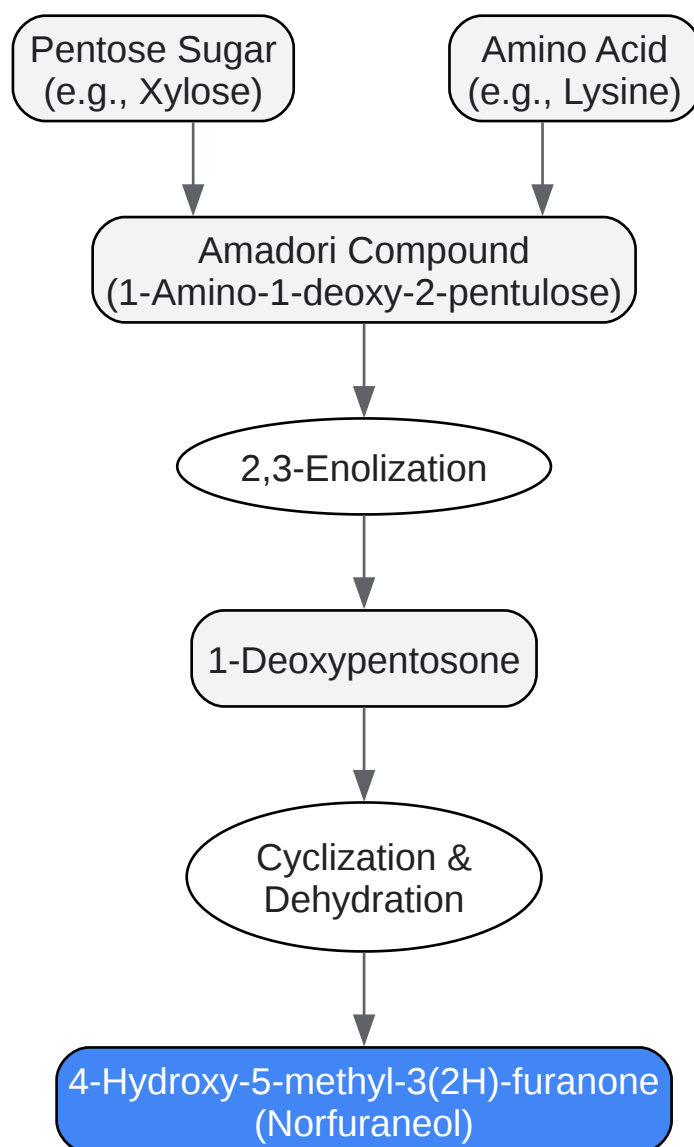 Pentose Sugar
(e.g., Xylose)
Amino Acid
(e.g., Lysine)
Amadori Compound
(1-Amino-1-deoxy-2-pentulose)
2,3-Enolization
1-Deoxypentosone
Cyclization &
Dehydration
4-Hydroxy-5-methyl-3(2H)-furanone
(Norfuraneol)